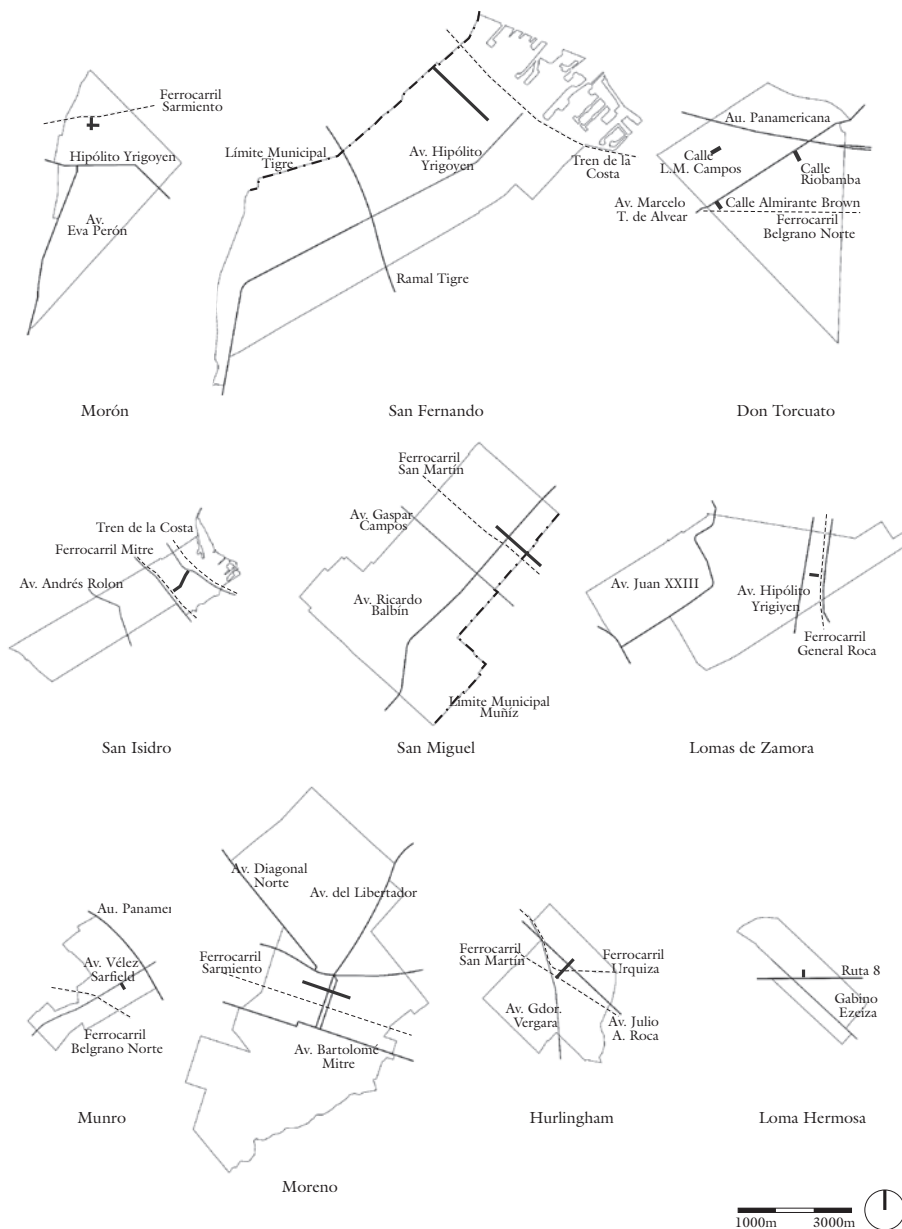 Ferrocarril
Sarmiento
Hipólito Yrigoyen
Av.
Eva Perón
Morón
Límite Municipal
Tigre
Av. Hipólito
Yrigoyen
Tren de la
Costa
Ramal Tigre
San Fernando
Au. Panamericana
Calle
L.M. Campos
Calle
Riobamba
Av. Marcelo
T. de Alvear
Calle Almirante Brown
Ferrocarril
Belgrano Norte
Don Torcuato
Tren de la Costa
Ferrocarril Mitre
Av. Andrés Rolon
San Isidro
Ferrocarril
San Martín
Av. Gaspar
Campos
Av. Ricardo
Balbín
Límite Municipal
Muñíz
San Miguel
Av. Juan XXIII
Av. Hipólito
Yrigiyen
Ferrocarril
General Roca
Lomas de Zamora
Au. Panamer
Av. Vélez
Sarfield
Ferrocarril
Belgrano Norte
Munro
Av. Diagonal
Norte
Av. del Libertador
Ferrocarril
Sarmiento
Av. Bartolomé
Mitre
Moreno
Ferrocarril
San Martín
Ferrocarril
Urquiza
Av. Gdor.
Vergara
Av. Julio
A. Roca
Hurlingham
Ruta 8
Gabino
Ezeiza
Loma Hermosa
1000m 3000m